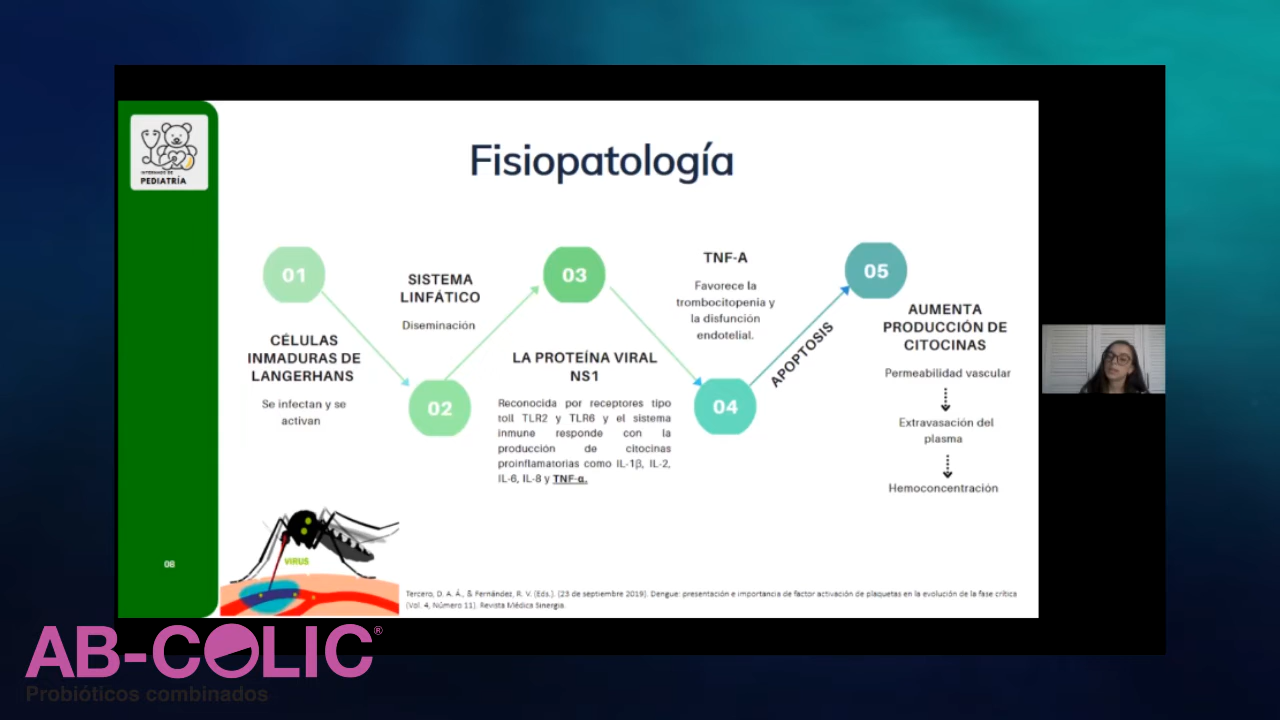 INTERNADO DE
PEDIATRÍA
Fisiopatología
01
CÉLULAS
INMADURAS DE
LANGERHANS
Se infectan y se
activan
SISTEMA
LINFÁTICO
Diseminación
02
03
LA PROTEÍNA VIRAL
NS1
Reconocida por receptores tipo
toll TLR2 y TLR6 y el sistema
inmune responde con la
producción de citocinas
proinflamatorias como IL-1β, IL-2,
IL-6, IL-8 y TNF-α.
TNF-A
Favorece la
trombocitopenia y
la disfunción
endotelial.
04
APOPTOSIS
05
AUMENTA
PRODUCCIÓN DE
CITOCINAS
Permeabilidad vascular
Extravasación del
plasma
Hemoconcentración
VIRUS
08
Tercero, D. A. Á., & Fernández, R. V. (Eds.). (23 de septiembre 2019). Dengue: presentación e importancia de factor activación de plaquetas en la evolución de la fase crítica
(Vol. 4, Número 11). Revista Médica Sinergia.
AB-COLIC®
Probióticos combinados